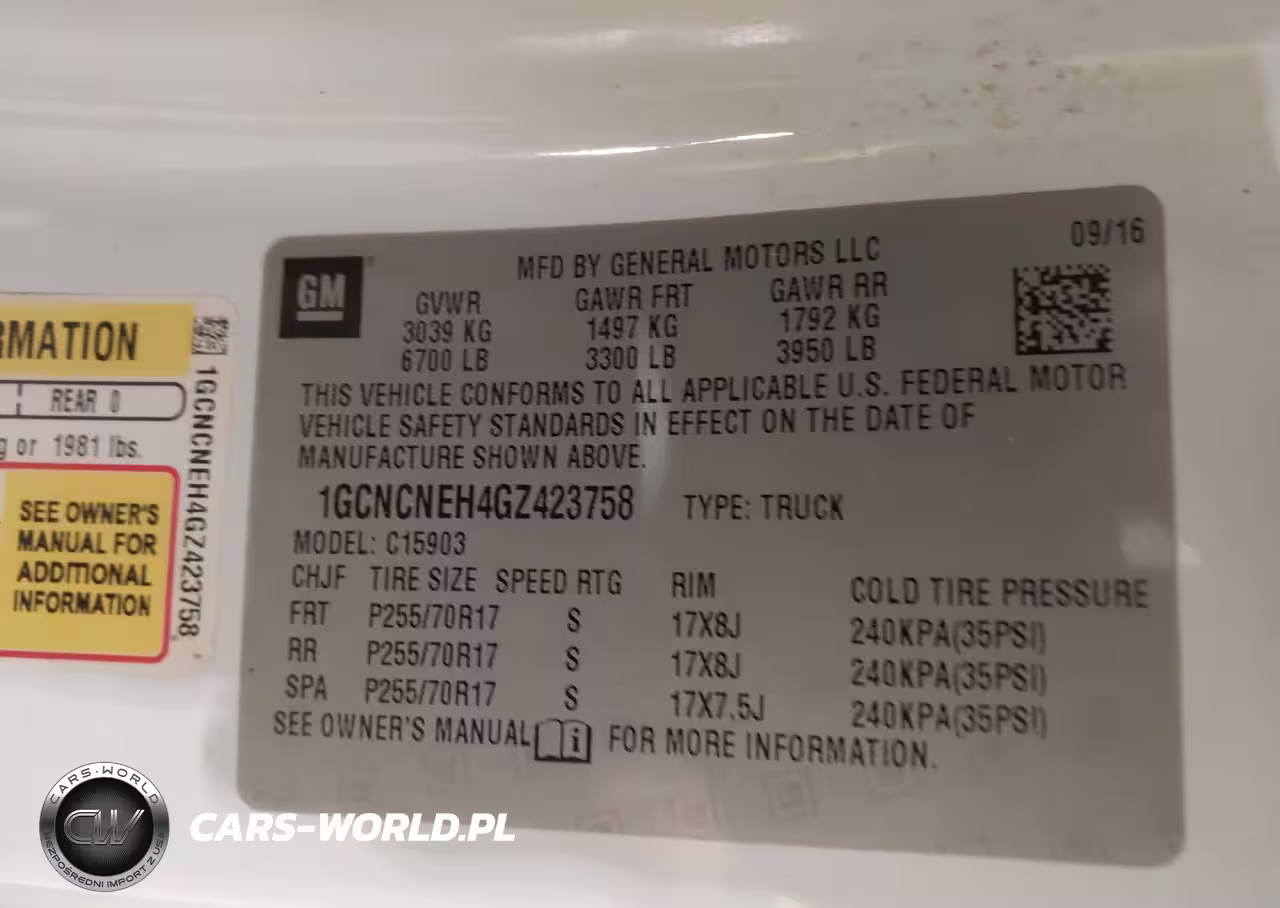 RMATION
REAR 0
g or 1981 lbs.
SEE OWNER'S
MANUAL FOR
ADDITIONAL
INFORMATION
1GCNCNEH4GZ423758
GM
MFD BY GENERAL MOTORS LLC
09/16
GVWR GAWR FRT GAWR RR
3039 KG 1497 KG 1792 KG
6700 LB 3300 LB 3950 LB
THIS VEHICLE CONFORMS TO ALL APPLICABLE U.S. FEDERAL MOTOR
VEHICLE SAFETY STANDARDS IN EFFECT ON THE DATE OF
MANUFACTURE SHOWN ABOVE.
1GCNCNEH4GZ423758 TYPE: TRUCK
MODEL: C15903
CHJF TIRE SIZE SPEED RTG RIM COLD TIRE PRESSURE
FRT P255/70R17 S 17X8J 240KPA(35PSI)
RR P255/70R17 S 17X8J 240KPA(35PSI)
SPA P255/70R17 S 17X7.5J 240KPA(35PSI)
SEE OWNER'S MANUAL i FOR MORE INFORMATION.
CARS-WORLD
CW
BEZPOŚREDNI IMPORT Z USA
CARS-WORLD.PL